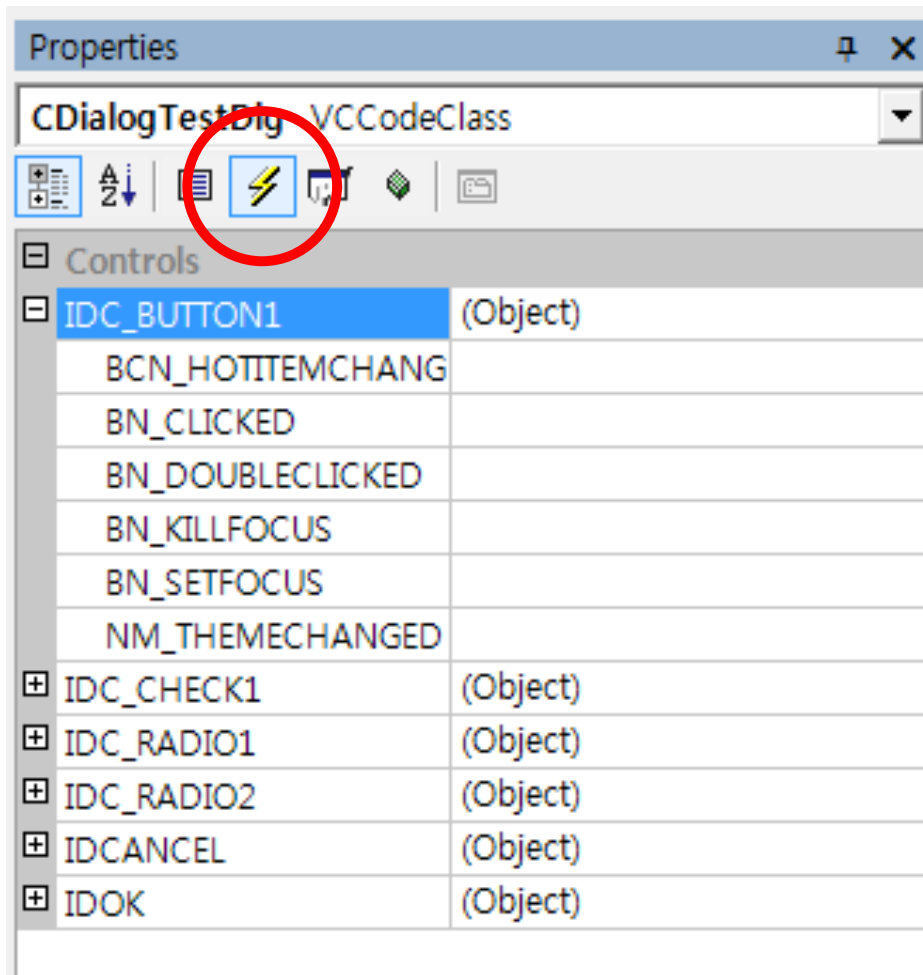 Properties
CDialogTestDlg VCCodeClass
Controls
IDC_BUTTON1 (Object)
BCN_HOTITEMCHANG
BN_CLICKED
BN_DOUBLECLICKED
BN_KILLFOCUS
BN_SETFOCUS
NM_THEMECHANGED
IDC_CHECK1 (Object)
IDC_RADIO1 (Object)
IDC_RADIO2 (Object)
IDCANCEL (Object)
IDOK (Object)